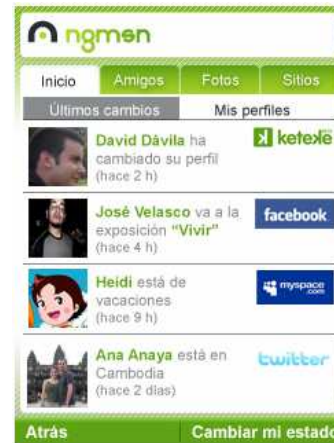 ngmsn
Inicio Amigos Fotos Sitios
Últimos cambios Mis perfiles
David Dávila ha
cambiado su perfil
(hace 2 h)
keteke
José Velasco va a la
exposición “Vivir”
(hace 4 h)
facebook
Heidi está de
vacaciones
(hace 9 h)
myspace
.com
Ana Anaya está en
Cambodia
(hace 2 días)
twitter
Atrás Cambiar mi estado